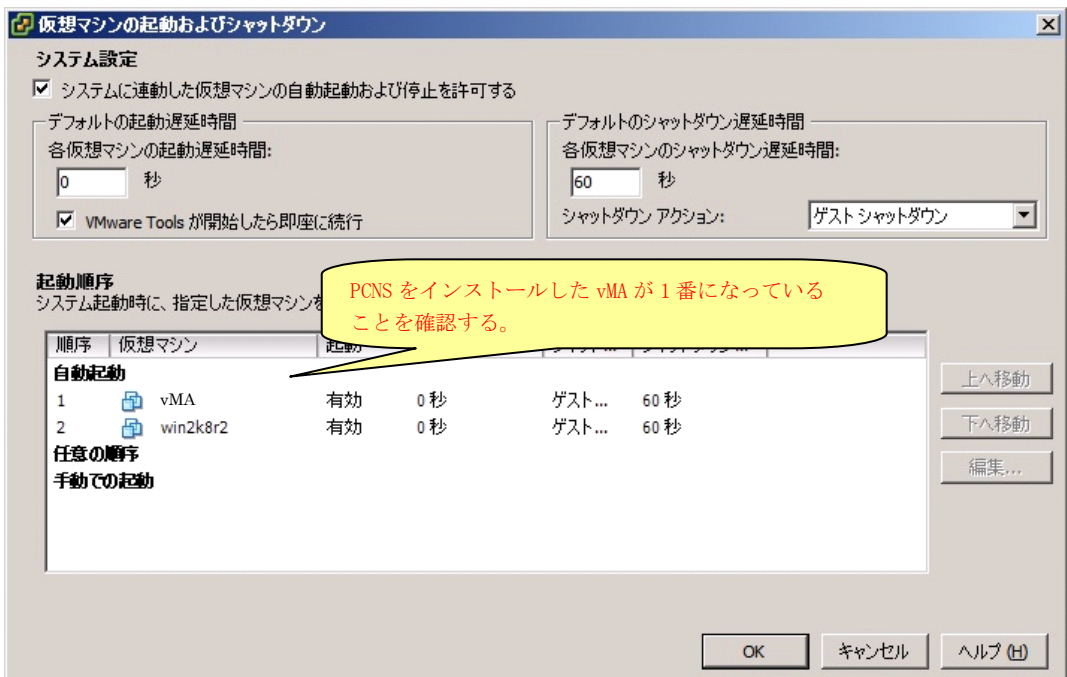 仮想マシンの起動およびシャットダウン
システム設定
システムに連動した仮想マシンの自動起動および停止を許可する
デフォルトの起動遅延時間
各仮想マシンの起動遅延時間:
0 秒
VMware Tools が開始したら即座に続行
デフォルトのシャットダウン遅延時間
各仮想マシンのシャットダウン遅延時間:
60 秒
シャットダウン アクション: ゲスト シャットダウン
起動順序
システム起動時に、指定した仮想マシンを
PCNS をインストールした vMA が 1 番になっている
ことを確認する。
順序 仮想マシン 起動
自動起動
1 vMA 有効 0 秒 ゲスト... 60 秒
2 win2k8r2 有効 0 秒 ゲスト... 60 秒
任意の順序
手動での起動
上へ移動
下へ移動
編集...
OK キャンセル ヘルプ (H)